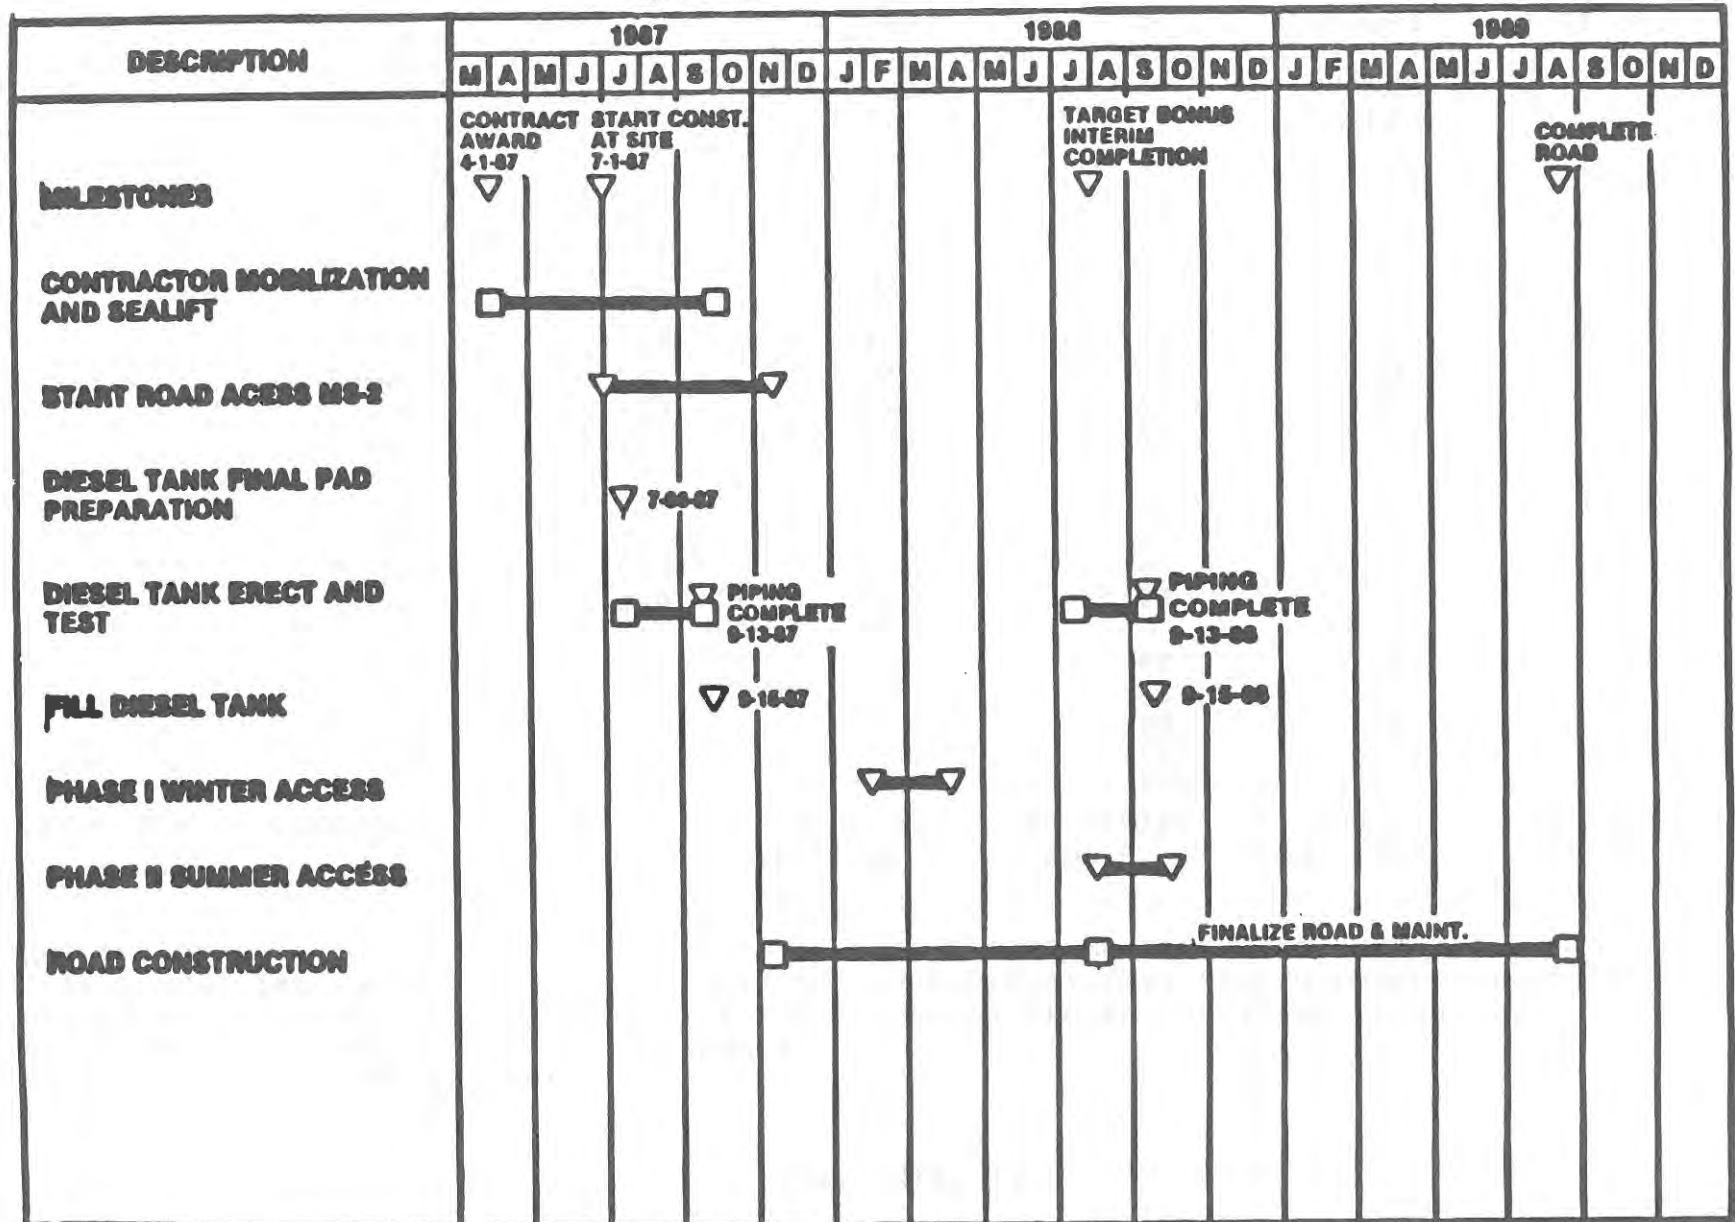 DESCRIPTION
1987
1988
1989
M A M J J A S O N D J F M A M J J A S O N D J F M A M J J A S O N D
CONTRACT
AWARD
4-1-87
START CONST.
AT SITE
7-1-87
TARGET BONUS
INTERIM
COMPLETION
COMPLETE
ROAD
MILESTONES
CONTRACTOR MOBILIZATION
AND SEALIFT
START ROAD ACESS MS-2
DIESEL TANK FINAL PAD
PREPARATION
DIESEL TANK ERECT AND
TEST
PIPING
COMPLETE
9-13-87
PIPING
COMPLETE
9-13-88
FILL DIESEL TANK
9-15-87
9-15-88
PHASE I WINTER ACCESS
PHASE II SUMMER ACCESS
ROAD CONSTRUCTION
FINALIZE ROAD & MAINT.